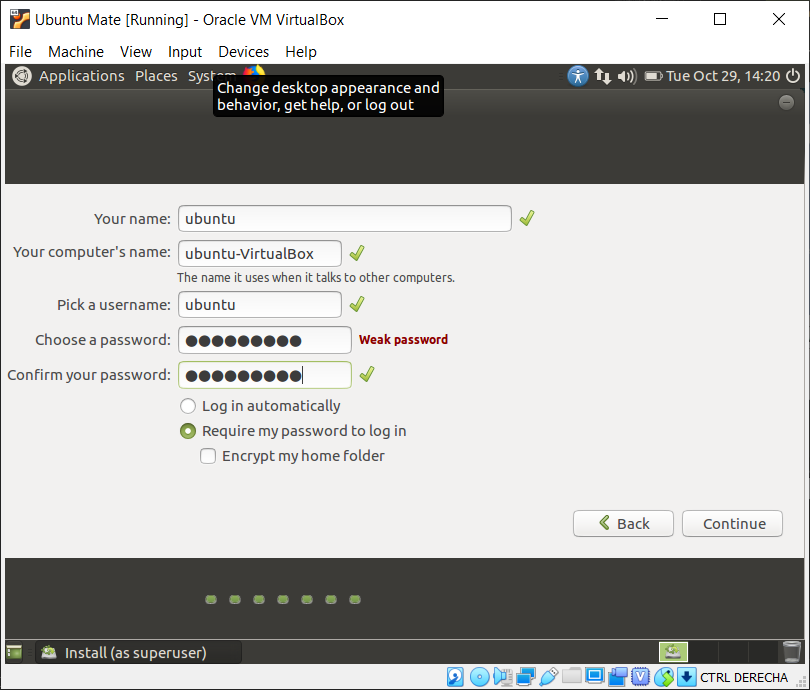 Ubuntu Mate [Running] - Oracle VM VirtualBox
File Machine View Input Devices Help
Applications Places System Tue Oct 29, 14:20
Change desktop appearance and
behavior, get help, or log out
Your name: ubuntu
Your computer's name: ubuntu-VirtualBox
The name it uses when it talks to other computers.
Pick a username: ubuntu
Choose a password: ●●●●●●●●● Weak password
Confirm your password: ●●●●●●●●●
Log in automatically
Require my password to log in
Encrypt my home folder
Back Continue
Install (as superuser)
CTRL DERECHA